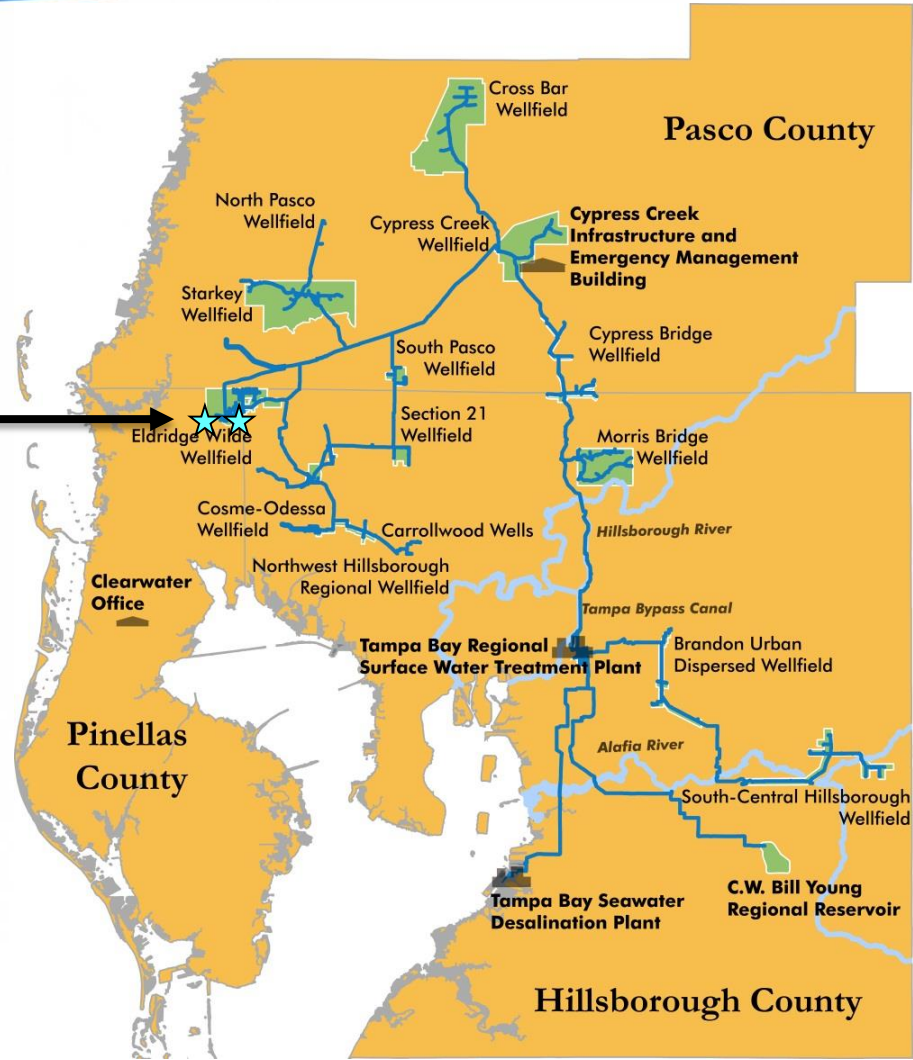 Cross Bar
Wellfield
Pasco County
North Pasco
Wellfield
Cypress Creek
Wellfield
Cypress Creek
Infrastructure and
Emergency Management
Building
Starkey
Wellfield
Cypress Bridge
Wellfield
South Pasco
Wellfield
Section 21
Wellfield
Eldridge Wilde
Wellfield
Morris Bridge
Wellfield
Cosme-Odessa
Wellfield
Carrollwood Wells
Hillsborough River
Northwest Hillsborough
Regional Wellfield
Clearwater
Office
Tampa Bypass Canal
Tampa Bay Regional
Surface Water Treatment Plant
Brandon Urban
Dispersed Wellfield
Pinellas
County
Alafia River
South-Central Hillsborough
Wellfield
C.W. Bill Young
Regional Reservoir
Tampa Bay Seawater
Desalination Plant
Hillsborough County